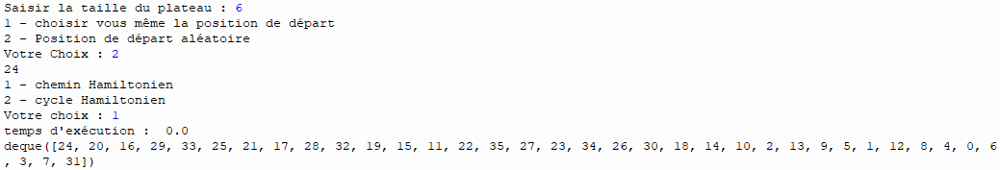 Saisir la taille du plateau : 6
1 - choisir vous même la position de départ
2 - Position de départ aléatoire
Votre Choix : 2
24
1 - chemin Hamiltonien
2 - cycle Hamiltonien
Votre choix : 1
temps d'exécution :  0.0
deque([24, 20, 16, 29, 33, 25, 21, 17, 28, 32, 19, 15, 11, 22, 35, 27, 23, 34, 26, 30, 18, 14, 10, 2, 13, 9, 5, 1, 12, 8, 4, 0, 6
, 3, 7, 31])